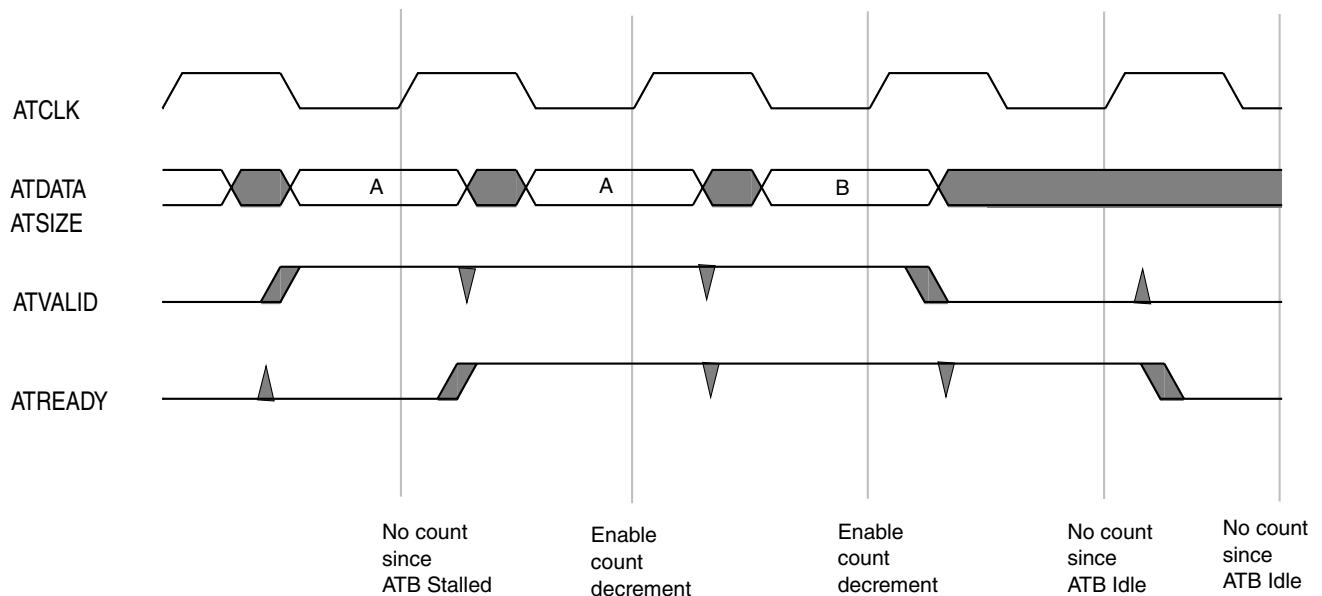 ATCLK
ATDATA
ATSIZE
A
A
B
ATVALID
ATREADY
No count
since
ATB Stalled
Enable
count
decrement
Enable
count
decrement
No count
since
ATB Idle
No count
since
ATB Idle